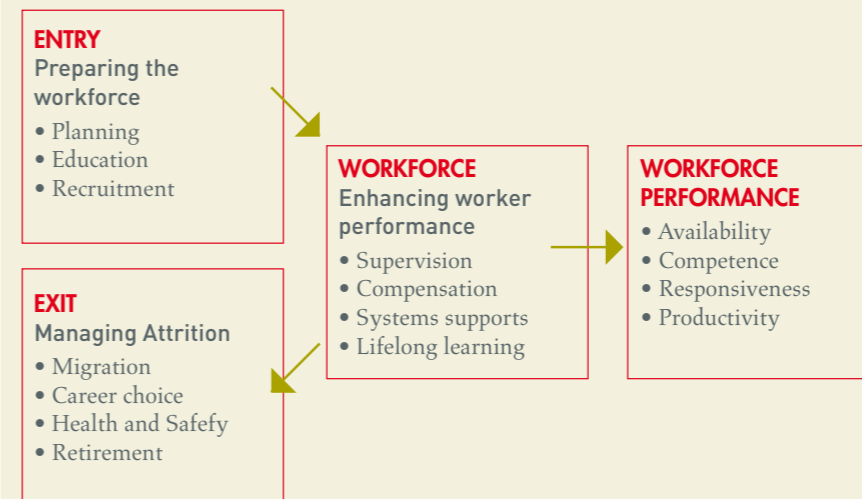 ENTRY
Preparing the
workforce
• Planning
• Education
• Recruitment
WORKFORCE
Enhancing worker
performance
• Supervision
• Compensation
• Systems supports
• Lifelong learning
WORKFORCE
PERFORMANCE
• Availability
• Competence
• Responsiveness
• Productivity
EXIT
Managing Attrition
• Migration
• Career choice
• Health and Safefy
• Retirement